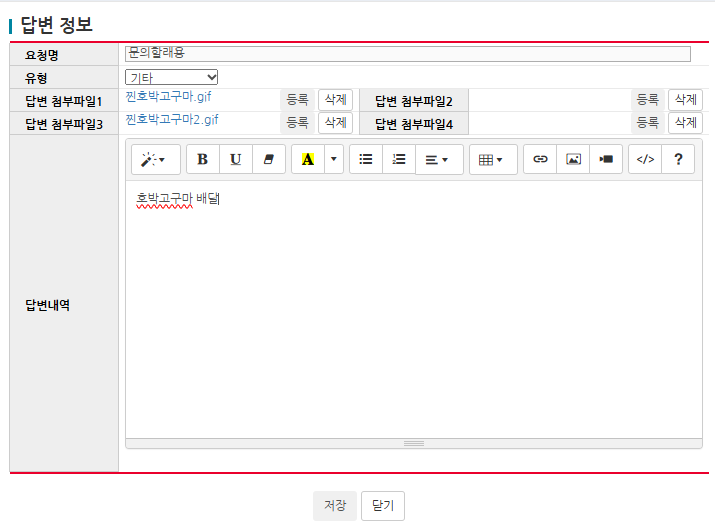 답변 정보
요청명 문의할래용
유형 기타
답변 첨부파일1 찐호박고구마.gif 등록 삭제 답변 첨부파일2 등록 삭제
답변 첨부파일3 찐호박고구마2.gif 등록 삭제 답변 첨부파일4 등록 삭제
B U A </> ?
호박고구마 배달
답변내역
저장 닫기